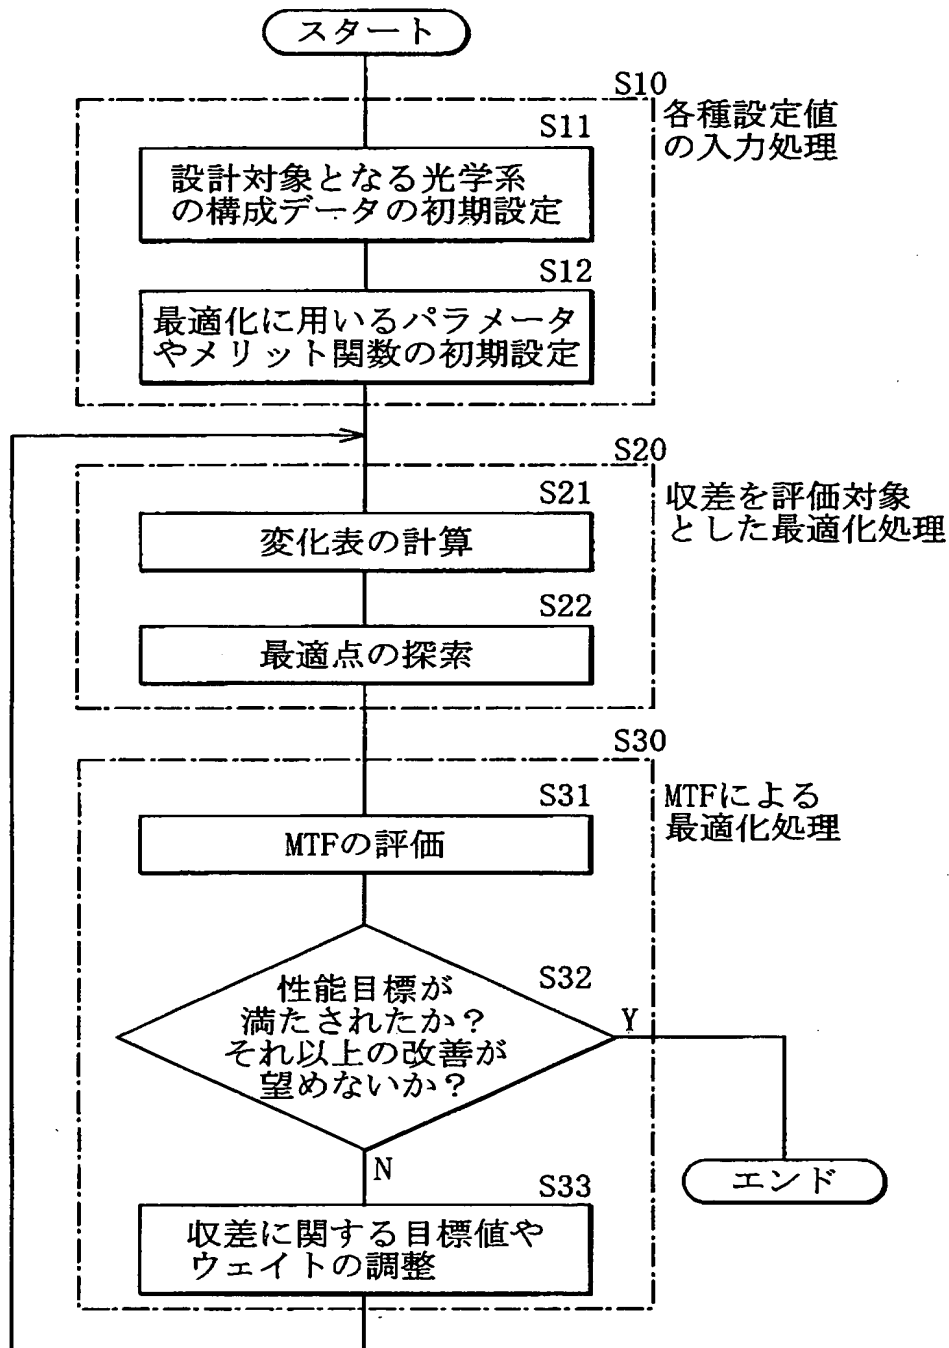 スタート
S10
各種設定値
の入力処理
S11
設計対象となる光学系
の構成データの初期設定
S12
最適化に用いるパラメータ
やメリット関数の初期設定
S20
収差を評価対象
とした最適化処理
S21
変化表の計算
S22
最適点の探索
S30
MTFによる
最適化処理
S31
MTFの評価
S32
性能目標が
満たされたか?
それ以上の改善が
望めないか?
Y
N
エンド
S33
収差に関する目標値や
ウェイトの調整